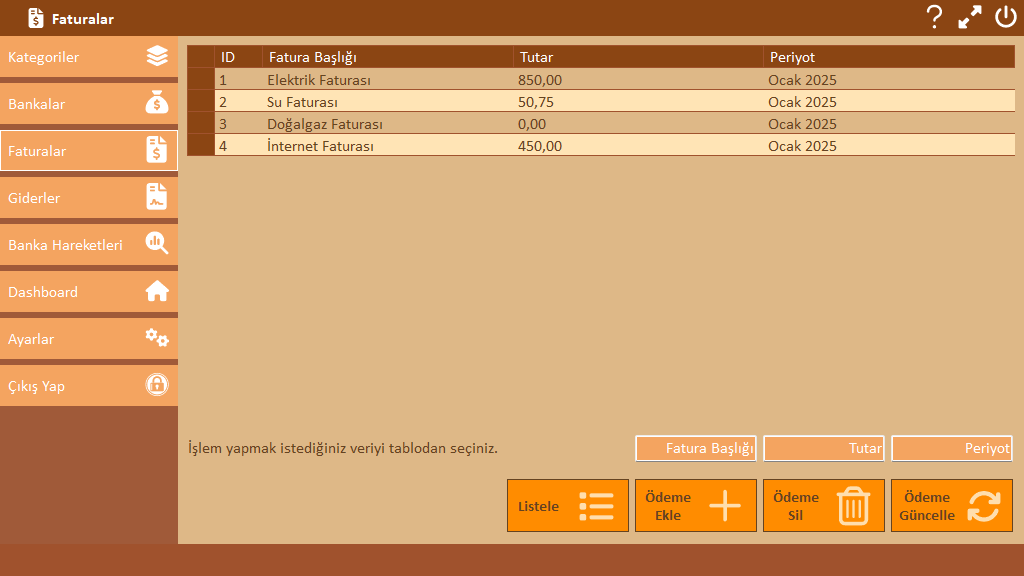 Faturalar
Kategoriler
Bankalar
Faturalar
Giderler
Banka Hareketleri
Dashboard
Ayarlar
Çıkış Yap
ID Fatura Başlığı Tutar Periyot
1 Elektrik Faturası 850,00 Ocak 2025
2 Su Faturası 50,75 Ocak 2025
3 Doğalgaz Faturası 0,00 Ocak 2025
4 İnternet Faturası 450,00 Ocak 2025
İşlem yapmak istediğiniz veriyi tablodan seçiniz.
Fatura Başlığı Tutar Periyot
Listele
Ödeme
Ekle
Ödeme
Sil
Ödeme
Güncelle